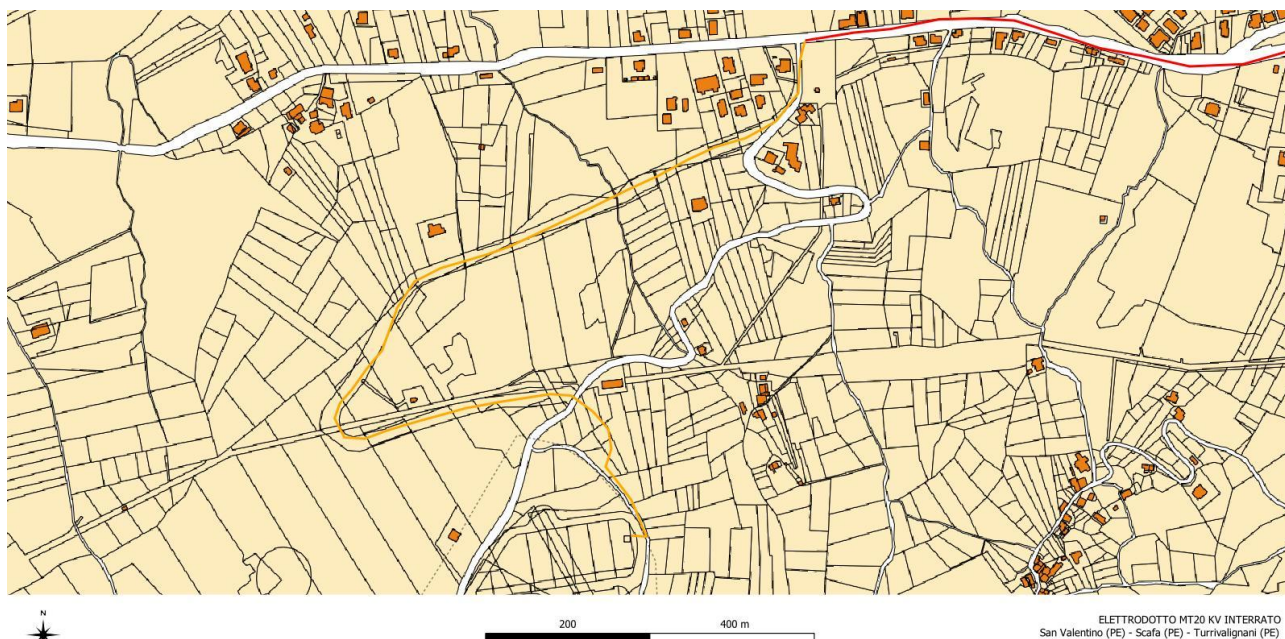 N
200
400 m
ELETTRODOTTO MT20 KV INTERRATO
San Valentino (PE) - Scafa (PE) - Turrivalignani (PE)